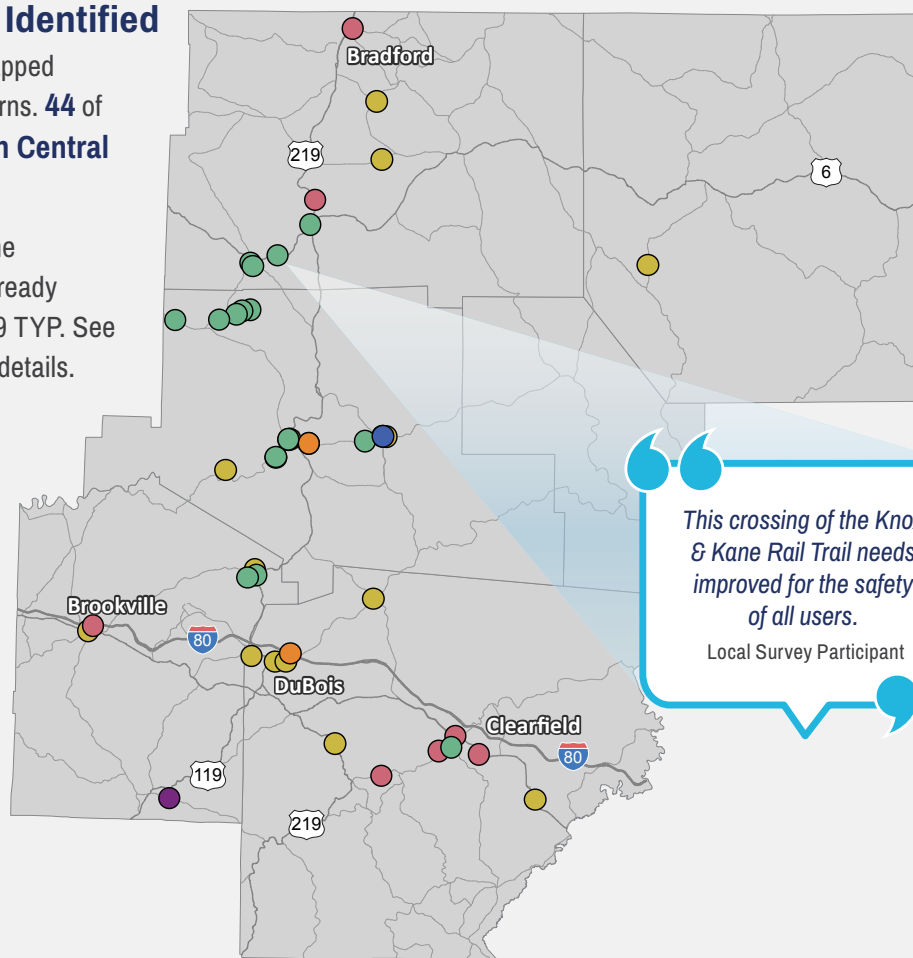 Identified
pped
rns. 44 of
n Central
ne
ready
9 TYP. See
details.
Bradford
219
6
Brookville
80
DuBois
Clearfield
80
119
219
This crossing of the Kno
& Kane Rail Trail needs
improved for the safety
of all users.
Local Survey Participant